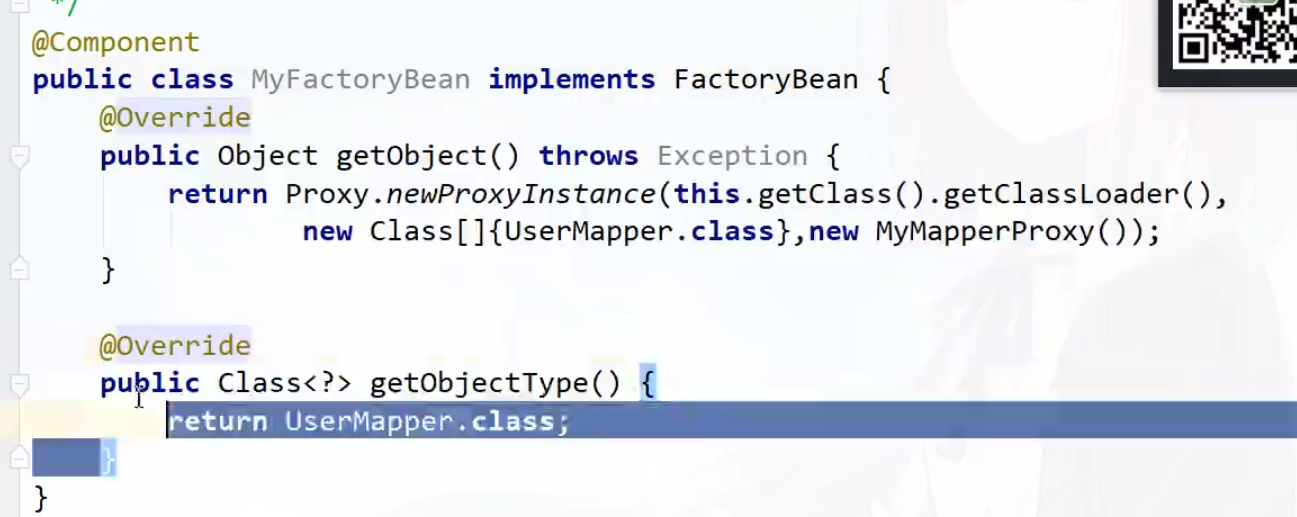 */
@Component
public class MyFactoryBean implements FactoryBean {
@Override
public Object getObject() throws Exception {
return Proxy.newProxyInstance(this.getClass().getClassLoader(),
new Class[]{UserMapper.class},new MyMapperProxy());
}
@Override
public Class<?> getObjectType() {
return UserMapper.class;
}
}